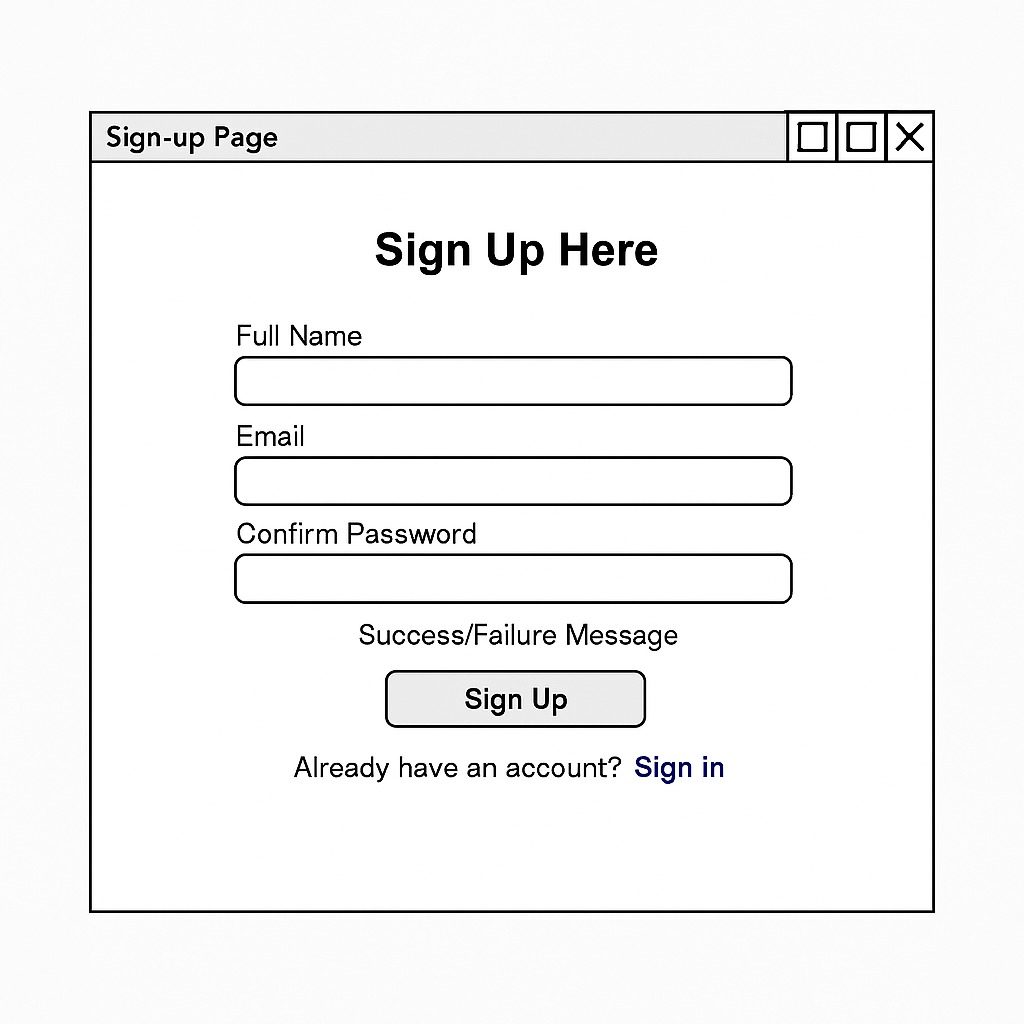 Sign-up Page
Sign Up Here
Full Name
Email
Confirm Password
Success/Failure Message
Sign Up
Already have an account? Sign in